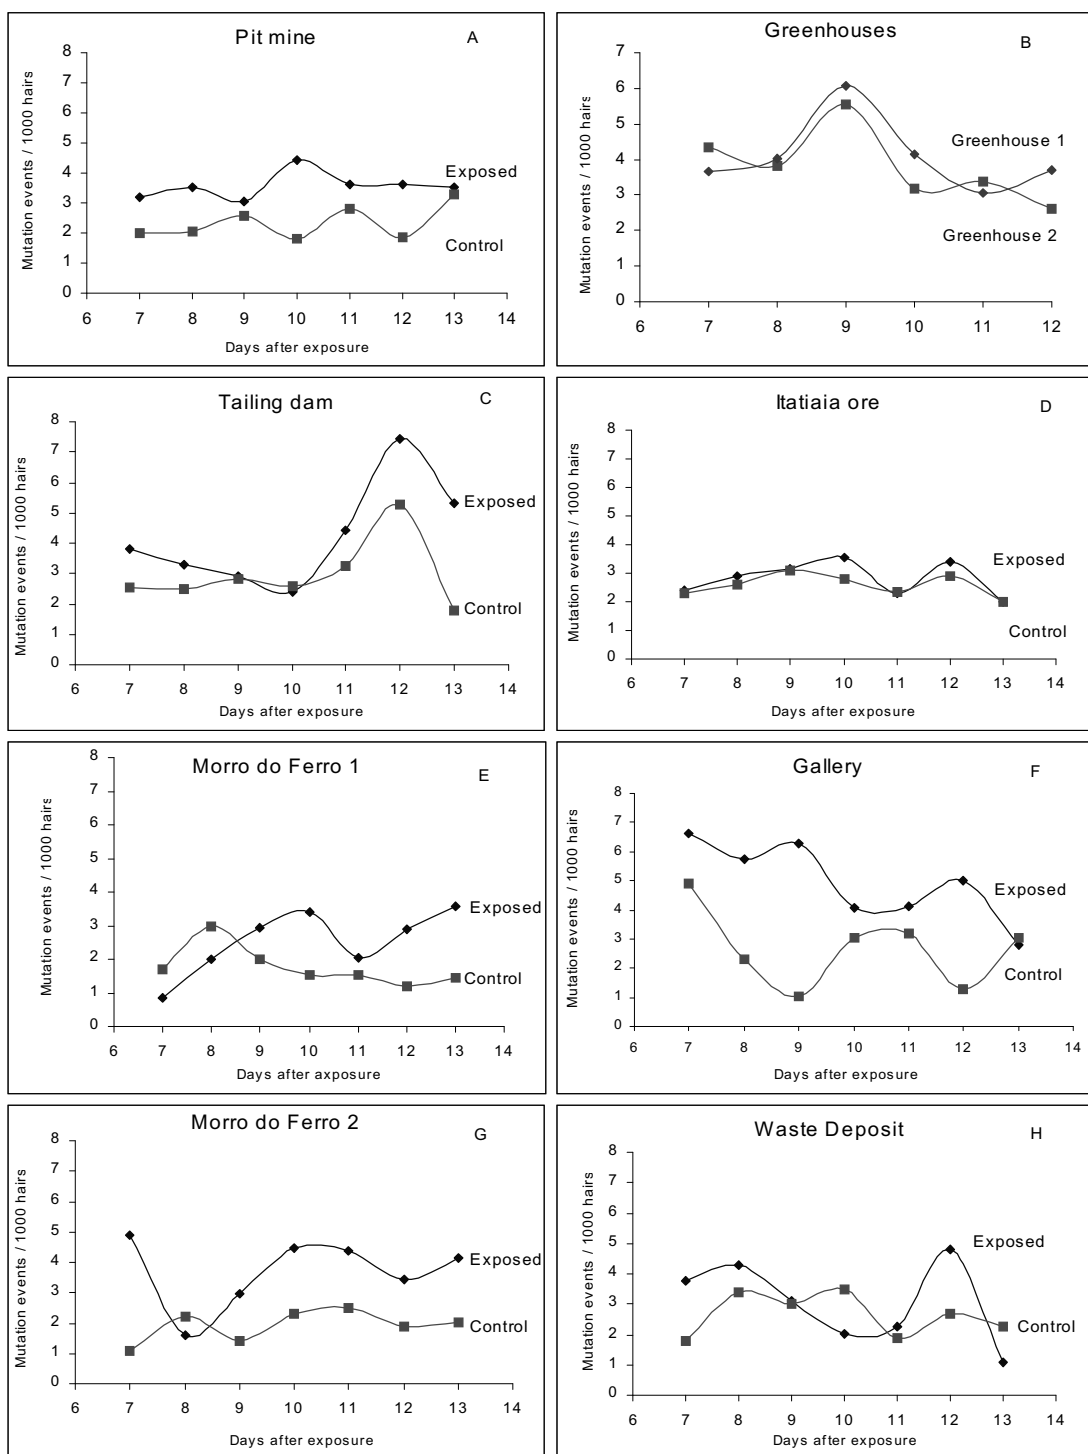 Pit mine
A
8
7
6
5
4
3
2
1
0
Mutation events / 1000 hairs
Exposed
Control
6 7 8 9 10 11 12 13 14
Days after exposure
Greenhouses
B
7
6
5
4
3
2
1
0
Mutation events / 1000 hairs
Greenhouse 1
Greenhouse 2
6 7 8 9 10 11 12
Tailing dam
C
8
7
6
5
4
3
2
1
0
Mutation events / 1000 hairs
Exposed
Control
6 7 8 9 10 11 12 13 14
Days after exposure
Itatiaia ore
D
8
7
6
5
4
3
2
1
0
Mutation events / 1000 hairs
Exposed
Control
6 7 8 9 10 11 12 13 14
Days after exposure
Morro do Ferro 1
E
8
7
6
5
4
3
2
1
0
Mutation events / 1000 hairs
Exposed
Control
6 7 8 9 10 11 12 13 14
Days after axposure
Gallery
F
8
7
6
5
4
3
2
1
0
Mutation events / 1000 hairs
Exposed
Control
6 7 8 9 10 11 12 13 14
Days after exposure
Morro do Ferro 2
G
8
7
6
5
4
3
2
1
0
Mutation events / 1000 hairs
Exposed
Control
6 7 8 9 10 11 12 13 14
Days after exposure
Waste Deposit
H
8
7
6
5
4
3
2
1
0
Mutation events / 1000 hairs
Exposed
Control
6 7 8 9 10 11 12 13 14
Days after exposure